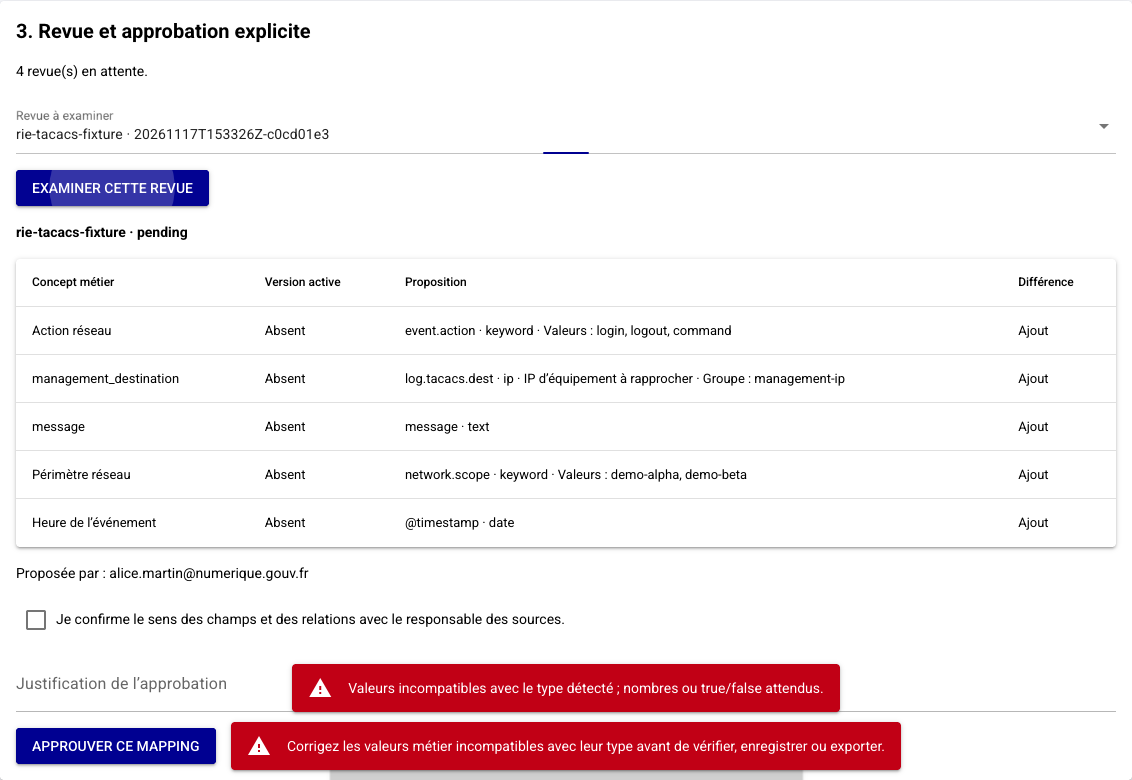 3. Revue et approbation explicite
4 revue(s) en attente.
Revue à examiner
rie-tacacs-fixture · 20261117T153326Z-c0cd01e3
EXAMINER CETTE REVUE
rie-tacacs-fixture · pending
Concept métier Version active Proposition Différence
Action réseau Absent event.action · keyword · Valeurs : login, logout, command Ajout
management_destination Absent log.tacacs.dest · ip · IP d’équipement à rapprocher · Groupe : management-ip Ajout
message Absent message · text Ajout
Périmètre réseau Absent network.scope · keyword · Valeurs : demo-alpha, demo-beta Ajout
Heure de l’événement Absent @timestamp · date Ajout
Proposée par : alice.martin@numerique.gouv.fr
Je confirme le sens des champs et des relations avec le responsable des sources.
Justification de l’approbation
Valeurs incompatibles avec le type détecté ; nombres ou true/false attendus.
APPROUVER CE MAPPING
Corrigez les valeurs métier incompatibles avec leur type avant de vérifier, enregistrer ou exporter.